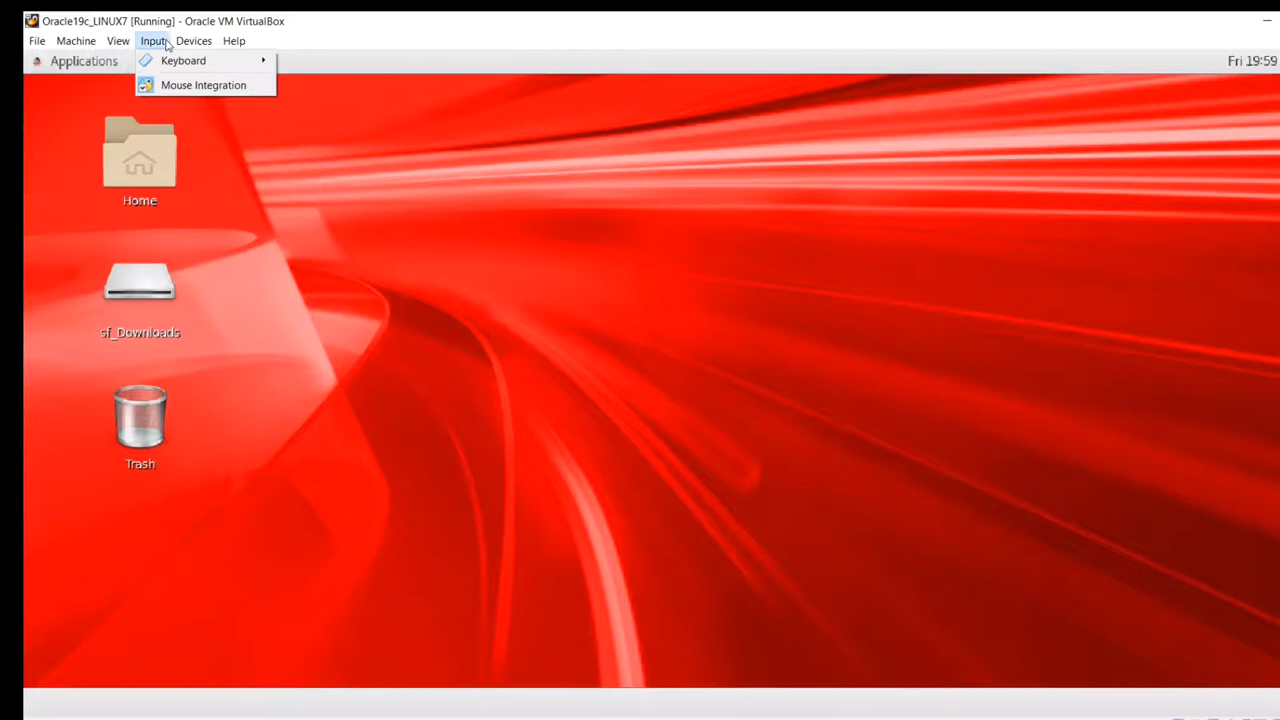 Oracle19c_LINUX7 [Running] - Oracle VM VirtualBox
File Machine View Input Devices Help
Applications Fri 19:59
Keyboard
Mouse Integration
Home
sf_Downloads
Trash